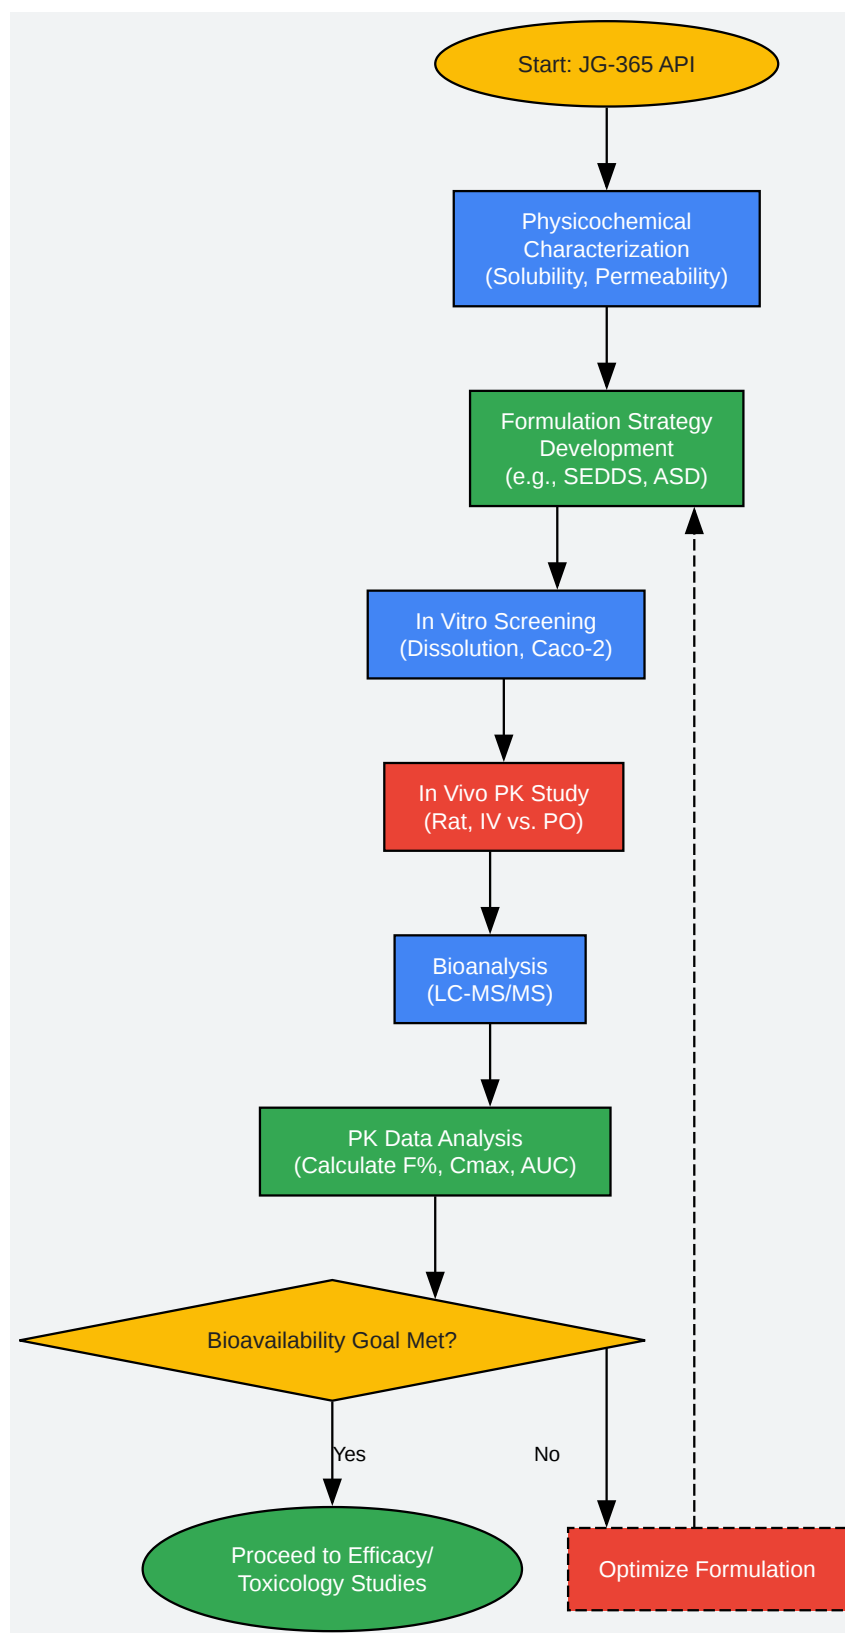 Start: JG-365 API
Physicochemical
Characterization
(Solubility, Permeability)
Formulation Strategy
Development
(e.g., SEDDS, ASD)
In Vitro Screening
(Dissolution, Caco-2)
In Vivo PK Study
(Rat, IV vs. PO)
Bioanalysis
(LC-MS/MS)
PK Data Analysis
(Calculate F%, Cmax, AUC)
Bioavailability Goal Met?
Yes
No
Proceed to Efficacy/
Toxicology Studies
Optimize Formulation